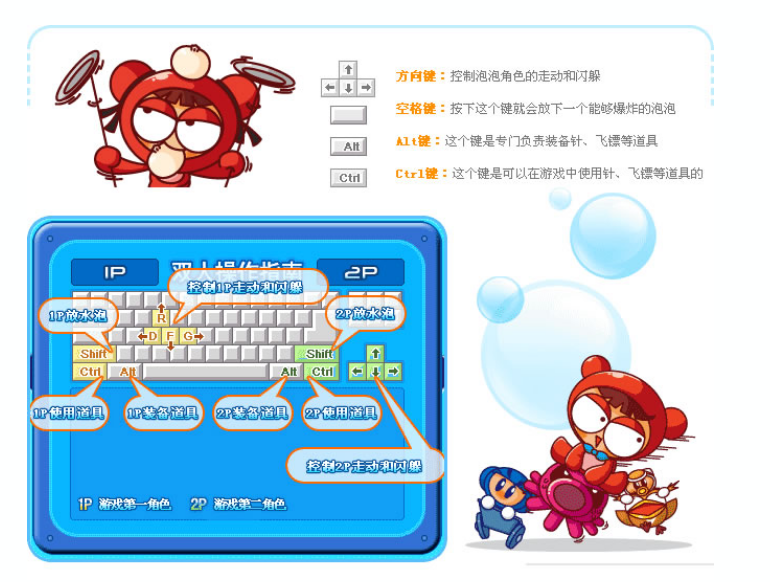 方向键：控制泡泡角色的走动和闪躲
空格键：按下这个键就会放下一个能够爆炸的泡泡
Alt
Alt键：这个键是专门负责装备针、飞镖等道具
Ctrl
Ctrl键：这个键是可以在游戏中使用针、飞镖等道具的
1P
双人操作指南
2P
控制1P走动和闪躲
1P放水泡
R
2P放水泡
D F G
Shift
Shift
Ctrl Alt
Alt Ctrl
1P使用道具
1P装备道具
2P装备道具
2P使用道具
控制2P走动和闪躲
1P 游戏第一角色 2P 游戏第二角色